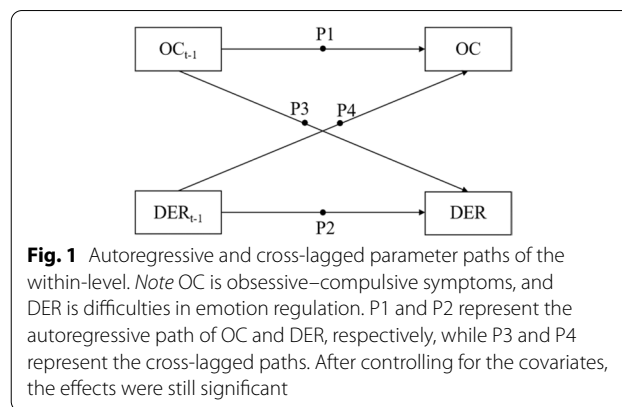 P1
OCt-1
OC
P3
P4
DERt-1
DER
P2
Fig. 1 Autoregressive and cross-lagged parameter paths of the
within-level. Note OC is obsessive–compulsive symptoms, and
DER is difficulties in emotion regulation. P1 and P2 represent the
autoregressive path of OC and DER, respectively, while P3 and P4
represent the cross-lagged paths. After controlling for the covariates,
the effects were still significant